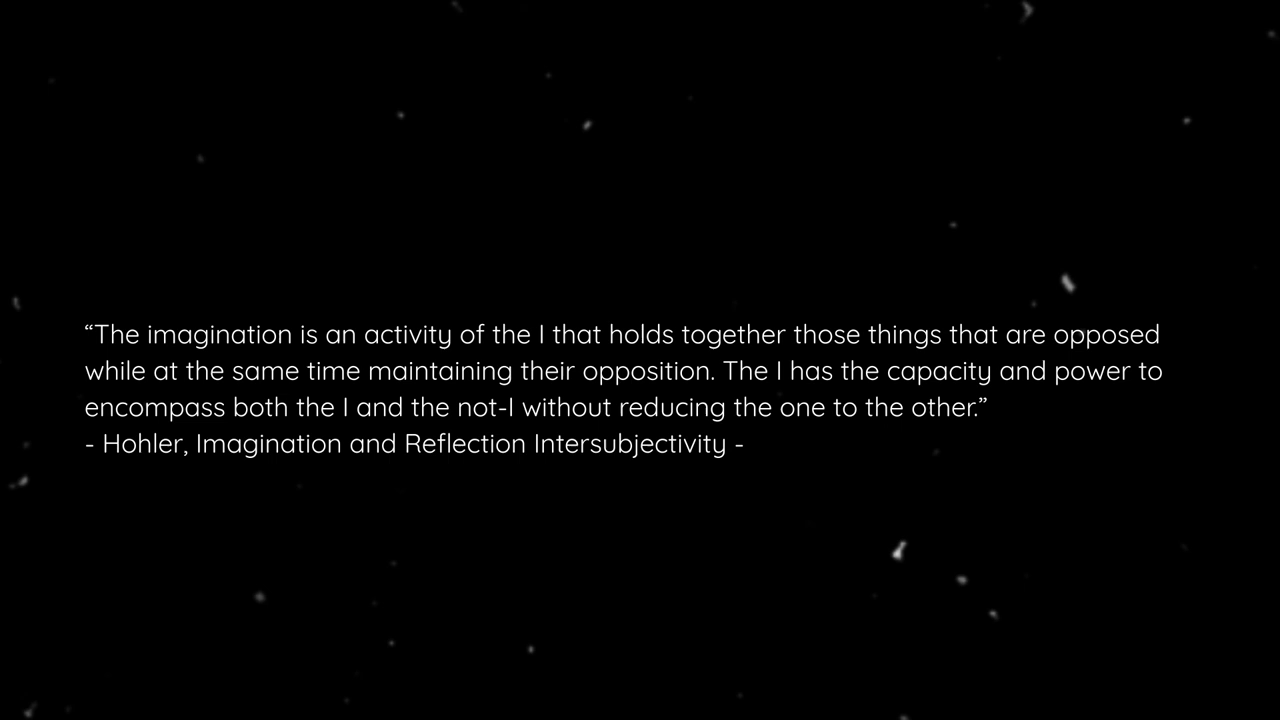 “The imagination is an activity of the I that holds together those things that are opposed
while at the same time maintaining their opposition. The I has the capacity and power to
encompass both the I and the not-I without reducing the one to the other.”
- Hohler, Imagination and Reflection Intersubjectivity -